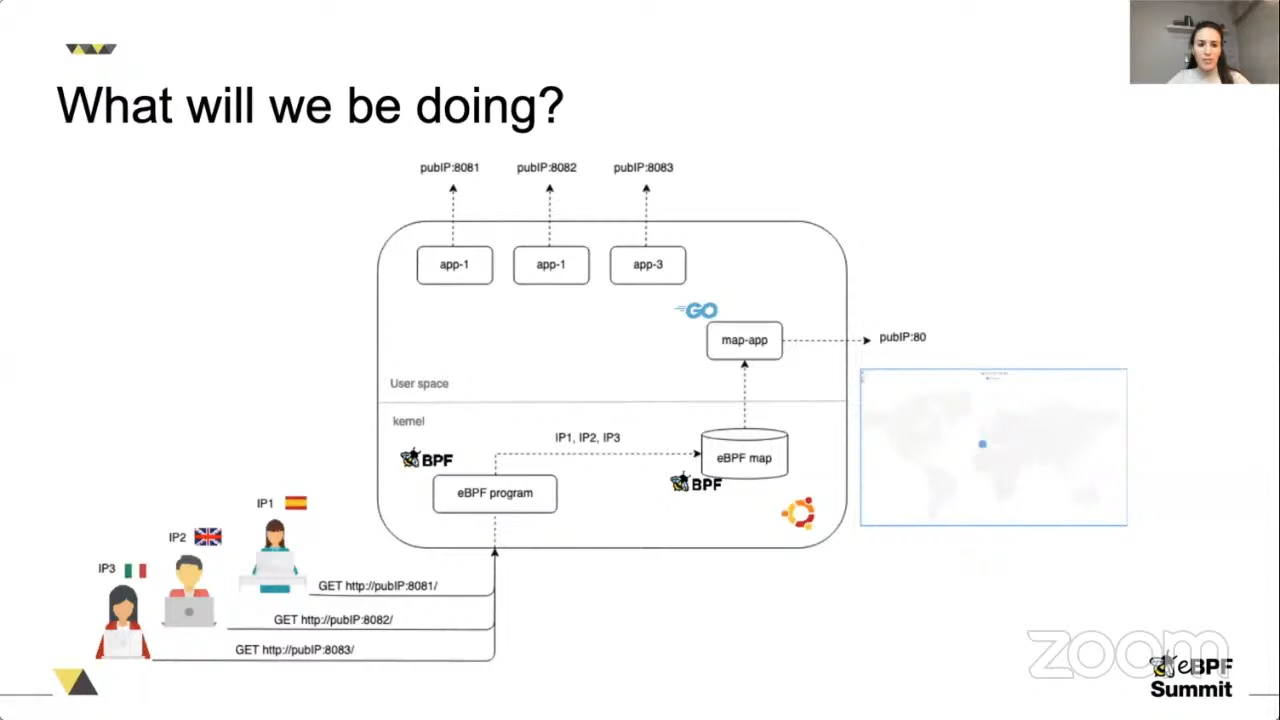 What will we be doing?
pubIP:8081
pubIP:8082
pubIP:8083
app-1
app-1
app-3
GO
map-app
pubIP:80
User space
kernel
IP1, IP2, IP3
BPF
eBPF map
BPF
eBPF program
IP1
IP2
IP3
GET http://pubIP:8081/
GET http://pubIP:8082/
GET http://pubIP:8083/
zoom
eBPF
Summit